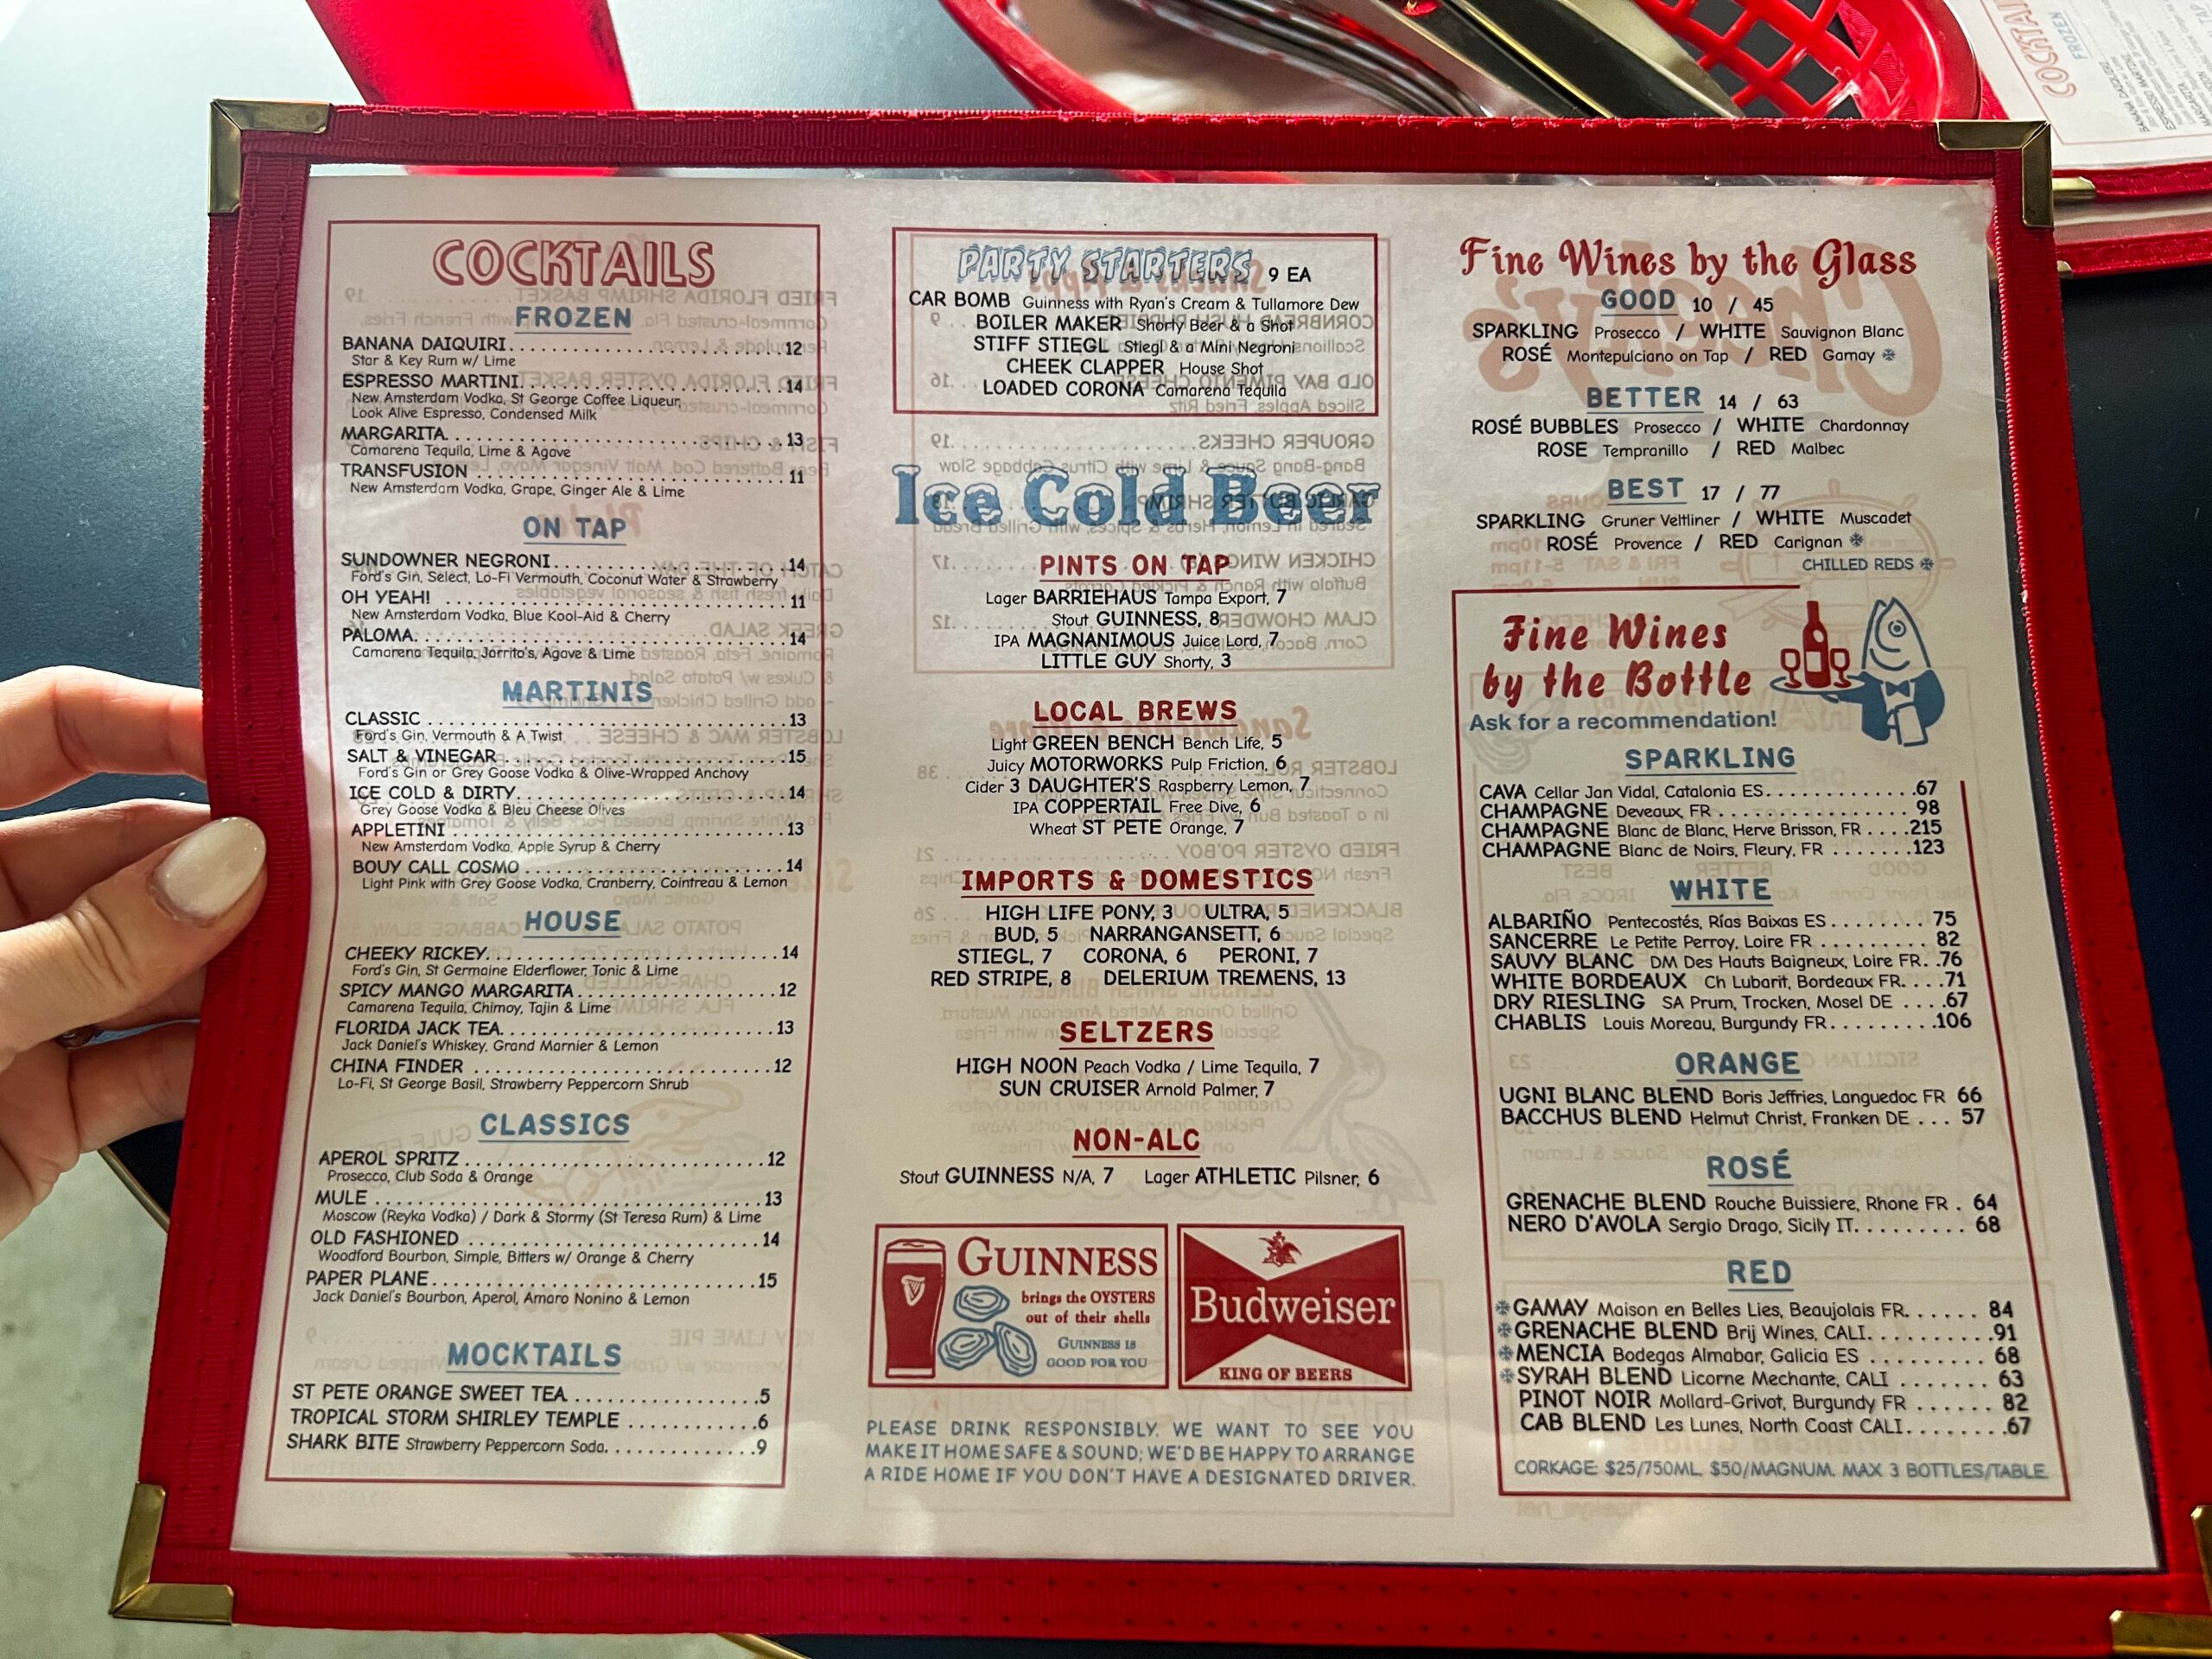 COCKTAILS
FROZEN
BANANA DAIQUIRI..............................12
Star & Key Rum w/ Lime
ESPRESSO MARTINI............................14
New Amsterdam Vodka, St George Coffee Liqueur,
Look Alive Espresso, Condensed Milk
MARGARITA....................................13
Camarena Tequila, Lime & Agave
TRANSFUSION.................................11
New Amsterdam Vodka, Grape, Ginger Ale & Lime
ON TAP
SUNDOWNER NEGRONI..........................14
Ford's Gin, Select, Lo-Fi Vermouth, Coconut Water & Strawberry
OH YEAH! .....................................11
New Amsterdam Vodka, Blue Kool-Aid & Cherry
PALOMA.......................................14
Camarena Tequila, Jarrito's, Agave & Lime
MARTINIS
CLASSIC ......................................13
Ford's Gin, Vermouth & A Twist
SALT & VINEGAR ...............................15
Ford's Gin or Grey Goose Vodka & Olive-Wrapped Anchovy
ICE COLD & DIRTY.............................14
Grey Goose Vodka & Bleu Cheese Olives
APPLETINI ....................................13
New Amsterdam Vodka, Apple Syrup & Cherry
BOUY CALL COSMO ............................14
Light Pink with Grey Goose Vodka, Cranberry, Cointreau & Lemon
HOUSE
CHEEKY RICKEY................................14
Ford's Gin, St Germaine Elderflower, Tonic & Lime
SPICY MANGO MARGARITA.....................12
Camarena Tequila, Chimoy, Tajin & Lime
FLORIDA JACK TEA.............................13
Jack Daniel's Whiskey, Grand Marnier & Lemon
CHINA FINDER ................................12
Lo-Fi, St George Basil, Strawberry Peppercorn Shrub
CLASSICS
APEROL SPRITZ ................................12
Prosecco, Club Soda & Orange
MULE .........................................13
Moscow (Reyka Vodka) / Dark & Stormy (St Teresa Rum) & Lime
OLD FASHIONED ...............................14
Woodford Bourbon, Simple, Bitters w/ Orange & Cherry
PAPER PLANE..................................15
Jack Daniel's Bourbon, Aperol, Amaro Nonino & Lemon
MOCKTAILS
ST PETE ORANGE SWEET TEA ...................5
TROPICAL STORM SHIRLEY TEMPLE .............6
SHARK BITE Strawberry Peppercorn Soda...............9
PARTY STARTERS 9 EA
CAR BOMB Guinness with Ryan's Cream & Tullamore Dew
BOILER MAKER Shorty Beer & a Shot
STIFF STIEGL Stiegl & a Mini Negroni
CHEEK CLAPPER House Shot
LOADED CORONA Camarena Tequila
Ice Cold Beer
PINTS ON TAP
Lager BARRIEHAUS Tampa Export, 7
Stout GUINNESS, 8
IPA MAGNANIMOUS Juice Lord, 7
LITTLE GUY Shorty, 3
LOCAL BREWS
Light GREEN BENCH Bench Life, 5
Juicy MOTORWORKS Pulp Friction, 6
Cider 3 DAUGHTER'S Raspberry Lemon, 7
IPA COPPERTAIL Free Dive, 6
Wheat ST PETE Orange, 7
IMPORTS & DOMESTICS
HIGH LIFE PONY, 3 ULTRA, 5
BUD, 5 NARRANGANSETT, 6
STIEGL, 7 CORONA, 6 PERONI, 7
RED STRIPE, 8 DELERIUM TREMENS, 13
SELTZERS
HIGH NOON Peach Vodka / Lime Tequila, 7
SUN CRUISER Arnold Palmer, 7
NON-ALC
Stout GUINNESS N/A, 7 Lager ATHLETIC Pilsner, 6
GUINNESS
brings the OYSTERS
out of their shells
GUINNESS IS
GOOD FOR YOU
Budweiser
KING OF BEERS
PLEASE DRINK RESPONSIBLY. WE WANT TO SEE YOU
MAKE IT HOME SAFE & SOUND; WE'D BE HAPPY TO ARRANGE
A RIDE HOME IF YOU DON'T HAVE A DESIGNATED DRIVER.
Fine Wines by the Glass
GOOD 10 / 45
SPARKLING Prosecco / WHITE Sauvignon Blanc
ROSÉ Montepulciano on Tap / RED Gamay ❄
BETTER 14 / 63
ROSÉ BUBBLES Prosecco / WHITE Chardonnay
ROSE Tempranillo / RED Malbec
BEST 17 / 77
SPARKLING Gruner Veltliner / WHITE Muscadet
ROSÉ Provence / RED Carignan ❄
CHILLED REDS ❄
Fine Wines
by the Bottle
Ask for a recommendation!
SPARKLING
CAVA Cellar Jan Vidal, Catalonia ES..............67
CHAMPAGNE Deveaux, FR ....................98
CHAMPAGNE Blanc de Blanc, Herve Brisson, FR ....215
CHAMPAGNE Blanc de Noirs, Fleury, FR .......123
WHITE
ALBARIÑO Pentecostés, Rías Baixas ES ........75
SANCERRE Le Petite Perroy, Loire FR .........82
SAUVY BLANC DM Des Hauts Baigneux, Loire FR..76
WHITE BORDEAUX Ch Lubarit, Bordeaux FR....71
DRY RIESLING SA Prum, Trocken, Mosel DE ....67
CHABLIS Louis Moreau, Burgundy FR.........106
ORANGE
UGNI BLANC BLEND Boris Jeffries, Languedoc FR 66
BACCHUS BLEND Helmut Christ, Franken DE ... 57
ROSÉ
GRENACHE BLEND Rouche Buissiere, Rhone FR . 64
NERO D'AVOLA Sergio Drago, Sicily IT......... 68
RED
❄GAMAY Maison en Belles Lies, Beaujolais FR...... 84
❄GRENACHE BLEND Brij Wines, CALI..........91
❄MENCIA Bodegas Almabar, Galicia ES ......... 68
❄SYRAH BLEND Licorne Mechante, CALI ....... 63
PINOT NOIR Mollard-Grivot, Burgundy FR ...... 82
CAB BLEND Les Lunes, North Coast CALI........67
CORKAGE: $25/750ML, $50/MAGNUM. MAX 3 BOTTLES/TABLE.
COCKTAILS
FROZEN
BANANA DAIQUIRI
ESPRESSO MARTINI
MARGARITA